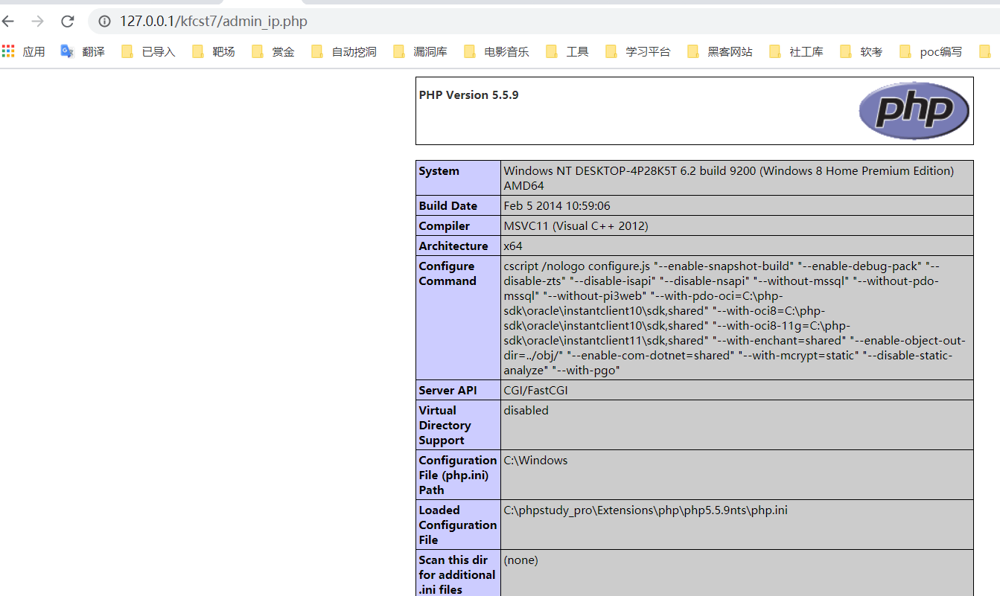 127.0.0.1/kfcst7/admin_ip.php
应用 翻译 已导入 靶场 赏金 自动挖洞 漏洞库 电影音乐 工具 学习平台 黑客网站 社工库 软考 poc编写
PHP Version 5.5.9
php
System
Windows NT DESKTOP-4P28K5T 6.2 build 9200 (Windows 8 Home Premium Edition)
AMD64
Build Date
Feb 5 2014 10:59:06
Compiler
MSVC11 (Visual C++ 2012)
Architecture
x64
Configure
Command
cscript /nologo configure.js "--enable-snapshot-build" "--enable-debug-pack" "--
disable-zts" "--disable-isapi" "--disable-nsapi" "--without-mssql" "--without-pdo-
mssql" "--without-pi3web" "--with-pdo-oci=C:\php-
sdk\oracle\instantclient10\sdk,shared" "--with-oci8=C:\php-
sdk\oracle\instantclient10\sdk,shared" "--with-oci8-11g=C:\php-
sdk\oracle\instantclient11\sdk,shared" "--with-enchant=shared" "--enable-object-out-
dir=../obj/" "--enable-com-dotnet=shared" "--with-mcrypt=static" "--disable-static-
analyze" "--with-pgo"
Server API
CGI/FastCGI
Virtual
Directory
Support
disabled
Configuration
File (php.ini)
Path
C:\Windows
Loaded
Configuration
File
C:\phpstudy_pro\Extensions\php\php5.5.9nts\php.ini
Scan this dir
for additional
.ini files
(none)